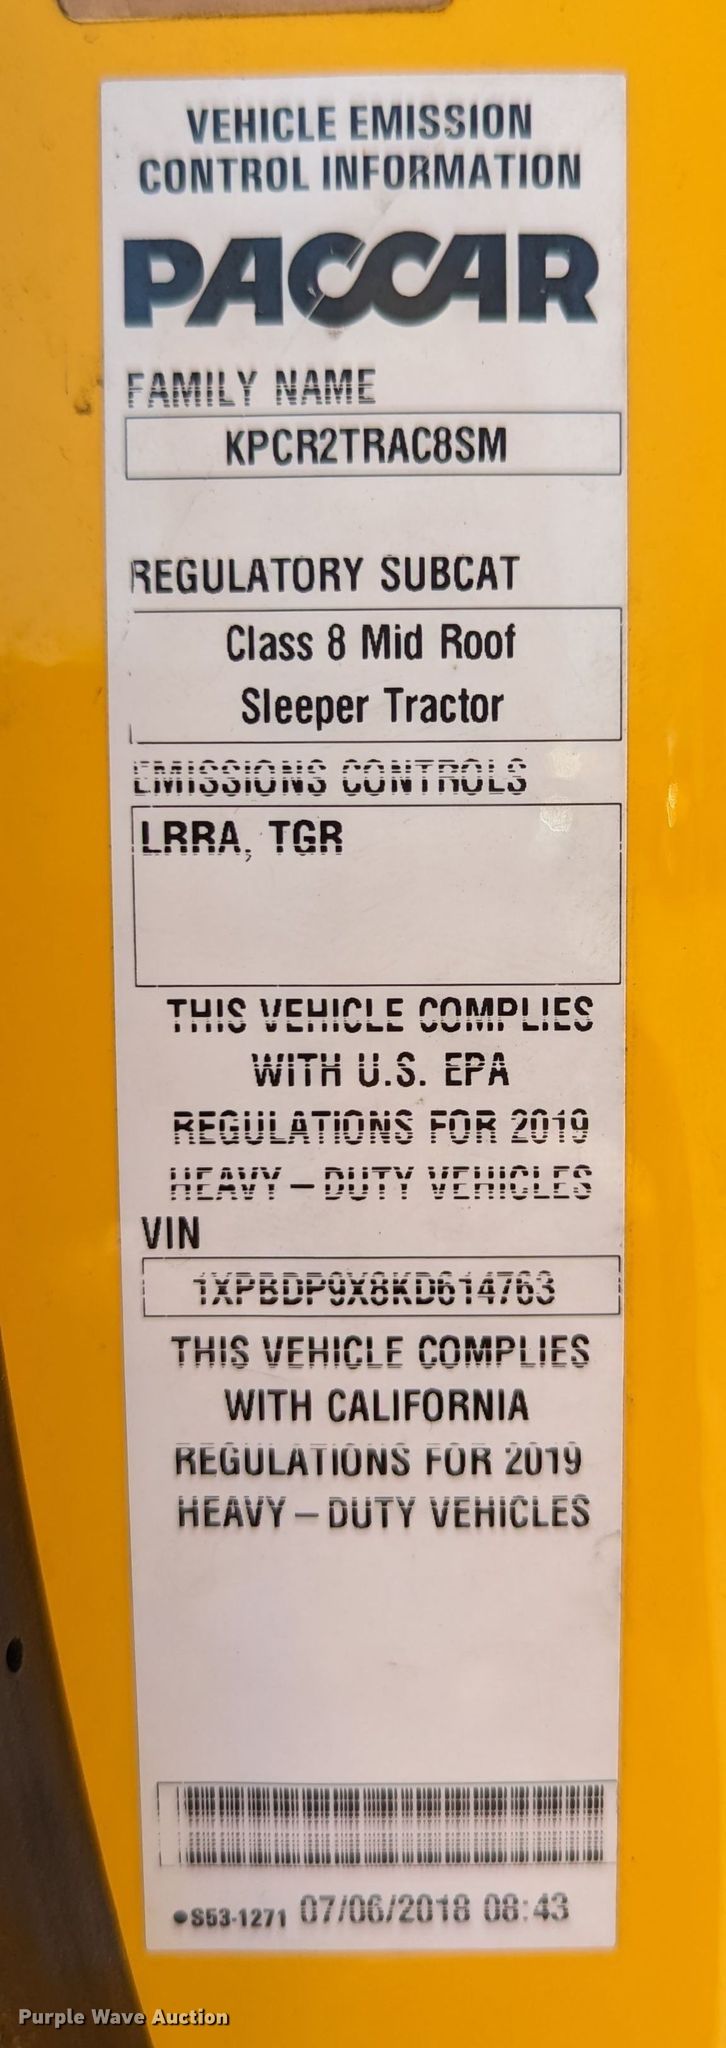 VEHICLE EMISSION
CONTROL INFORMATION
PACCAR
FAMILY NAME
KPCR2TRAC8SM
REGULATORY SUBCAT
Class 8 Mid Roof
Sleeper Tractor
EMISSIONS CONTROLS
LRRA, TGR
THIS VEHICLE COMPLIES
WITH U.S. EPA
REGULATIONS FOR 2019
HEAVY – DUTY VEHICLES
VIN
1XPBDP9X8KD614763
THIS VEHICLE COMPLIES
WITH CALIFORNIA
REGULATIONS FOR 2019
HEAVY – DUTY VEHICLES
•S53-1271 07/06/2018 08:43
Purple Wave Auction